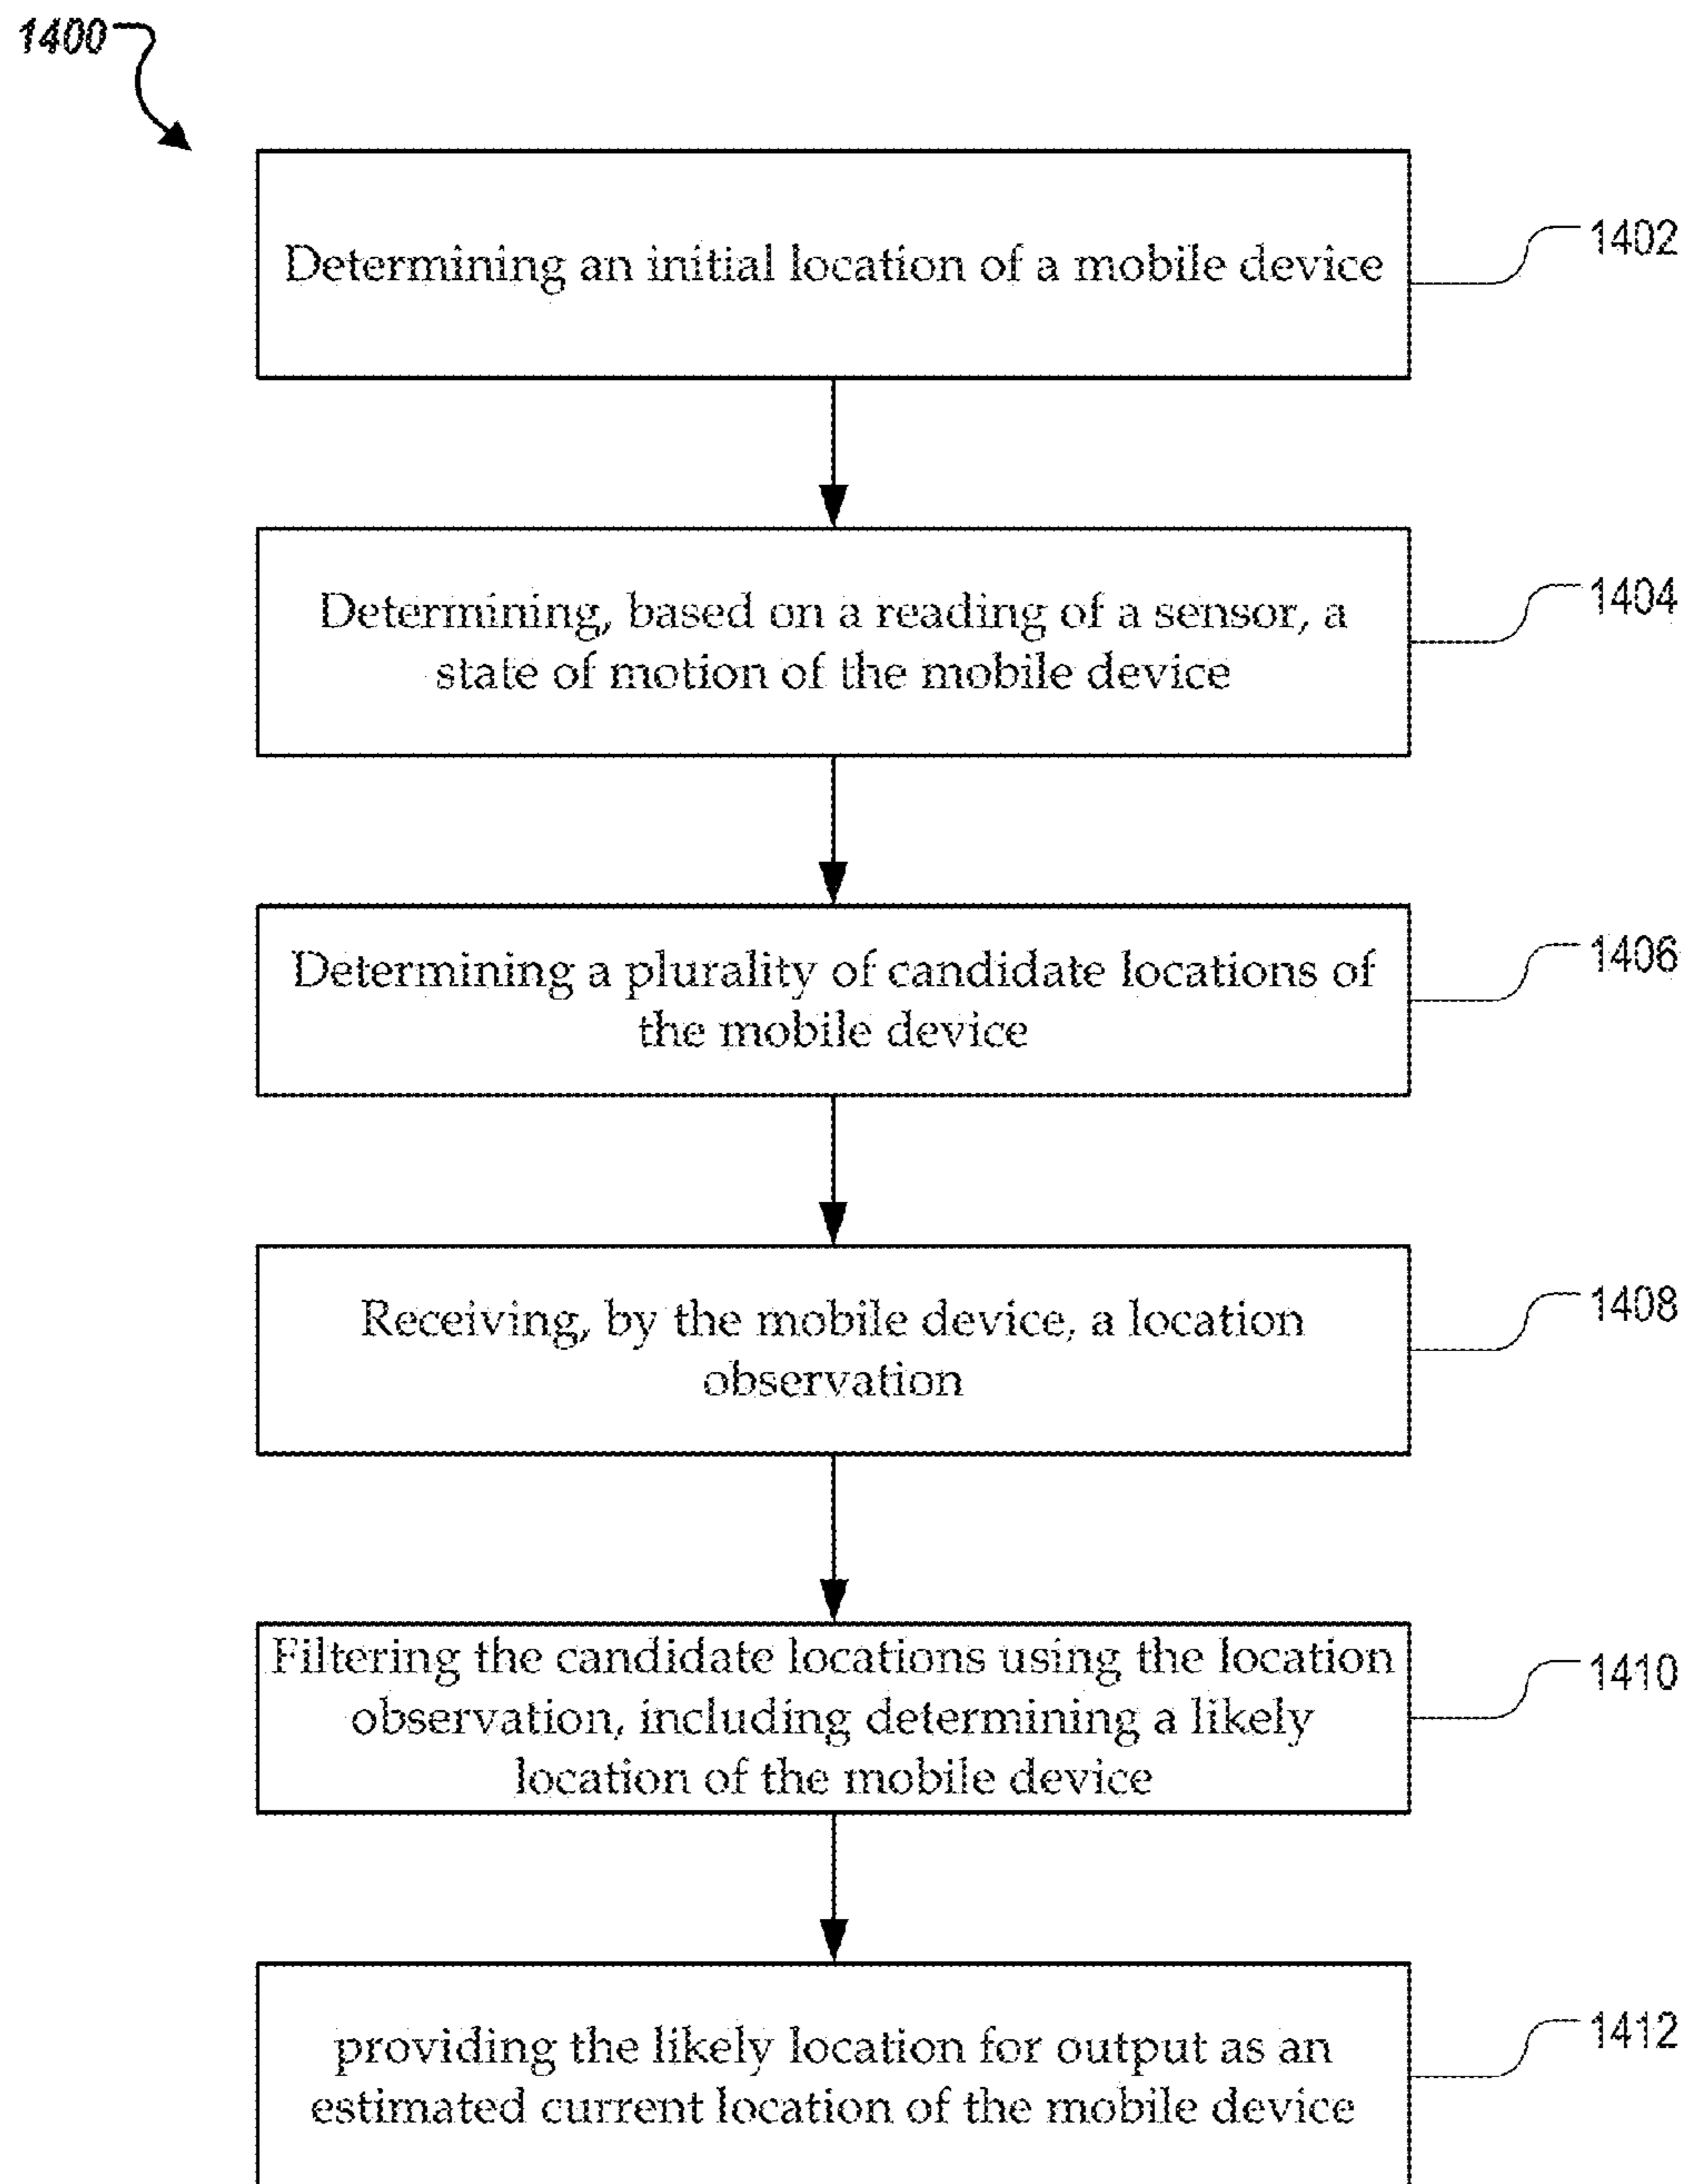 1400
Determining an initial location of a mobile device
1402
Determining, based on a reading of a sensor, a
state of motion of the mobile device
1404
Determining a plurality of candidate locations of
the mobile device
1406
Receiving, by the mobile device, a location
observation
1408
Filtering the candidate locations using the location
observation, including determining a likely
location of the mobile device
1410
providing the likely location for output as an
estimated current location of the mobile device
1412